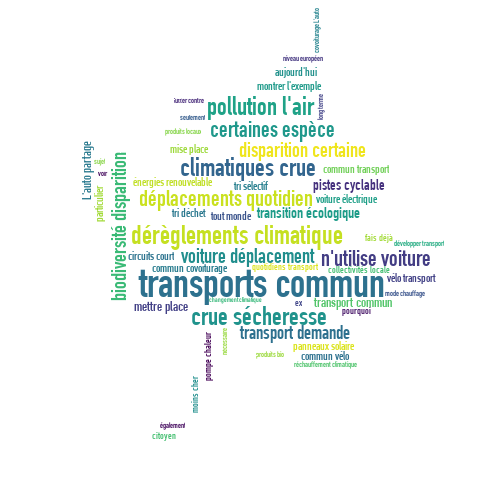 covoiturage L'auto
niveau européen
aujourd'hui
montrer l'exemple
long terme
pollution l'air
seulement
certaines espèce
produits locaux
mise place
disparition certaine
L'auto partage
sujet
voir
climatiques crue
commun transport
énergies renouvelable
tri sélectif
pistes cyclable
particulier
biodiversité disparition
déplacements quotidien
voiture électrique
tri déchet
tout monde
transition écologique
dérèglements climatique
fais déjà
développer transport
circuits court
voiture déplacement
n'utilise voiture
commun covoiturage
quotidiens transport
collectivités locale
transports commun
vélo transport
mode chauffage
changement climatique
mettre place
ex
transport commun
pourquoi
crue sécheresse
transport demande
nécessaire
pompe chaleur
panneaux solaire
produits bio
commun vélo
réchauffement climatique
moins cher
également
citoyen